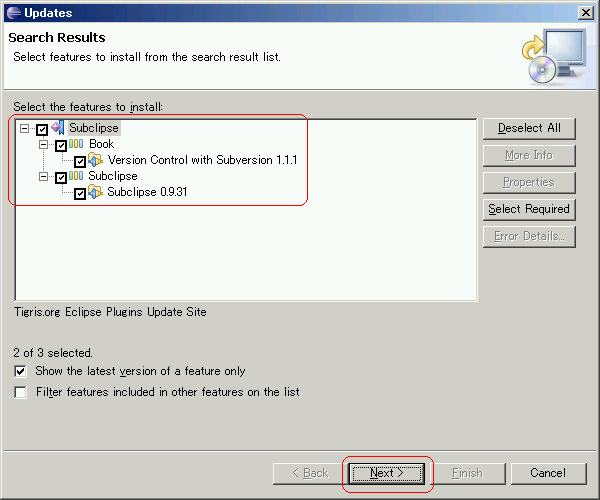 Updates
Search Results
Select features to install from the search result list.
Select the features to install:
Subclipse
Book
Version Control with Subversion 1.1.1
Subclipse
Subclipse 0.9.31
Deselect All
More Info
Properties
Select Required
Error Details...
Tigris.org Eclipse Plugins Update Site
2 of 3 selected.
Show the latest version of a feature only
Filter features included in other features on the list
< Back
Next >
Finish
Cancel